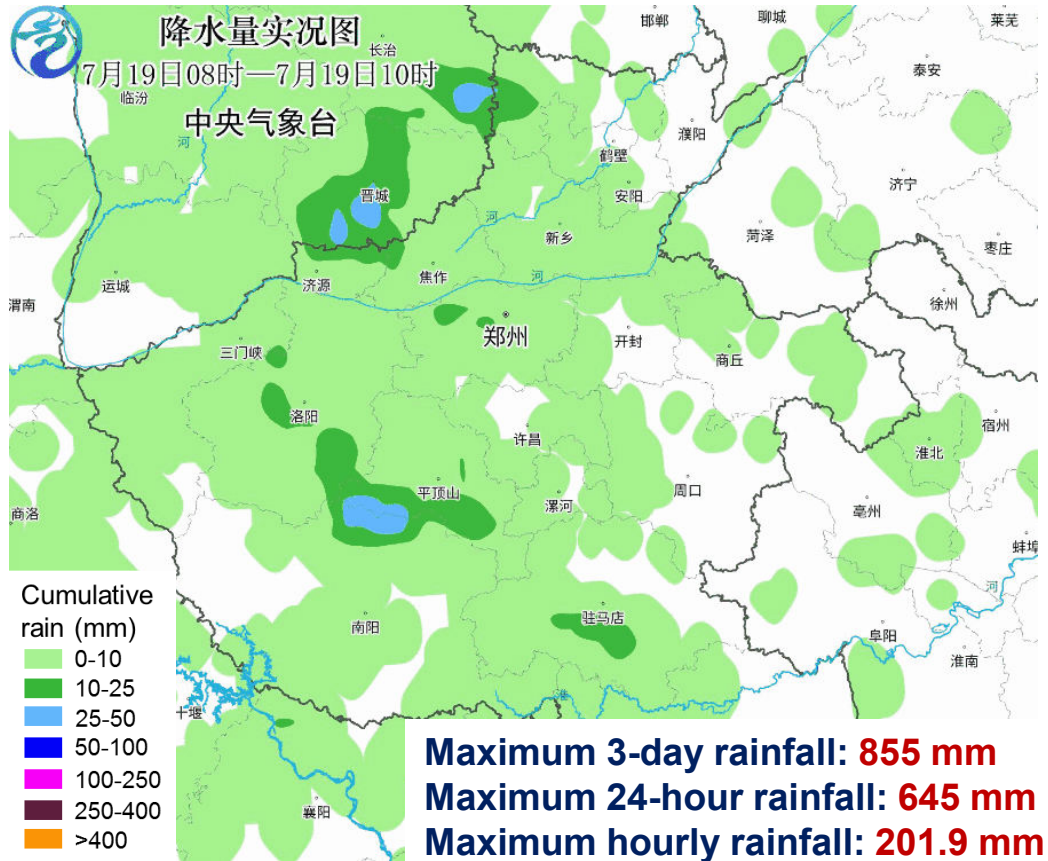 降水量实况图
7月19日08时—7月19日10时
中央气象台
邯郸
聊城
莱芜
长治
泰安
临汾
濮阳
河
鹤壁
济宁
安阳
晋城
河
新乡
菏泽
枣庄
焦作
河
运城
济源
渭南
徐州
郑州
开封
三门峡
商丘
洛阳
宿州
许昌
淮北
平顶山
周口
漯河
商洛
亳州
蚌埠
河
驻马店
南阳
阜阳
淮南
淮
十堰
襄阳
Cumulative
rain (mm)
0-10
10-25
25-50
50-100
100-250
250-400
>400
Maximum 3-day rainfall: 855 mm
Maximum 24-hour rainfall: 645 mm
Maximum hourly rainfall: 201.9 mm